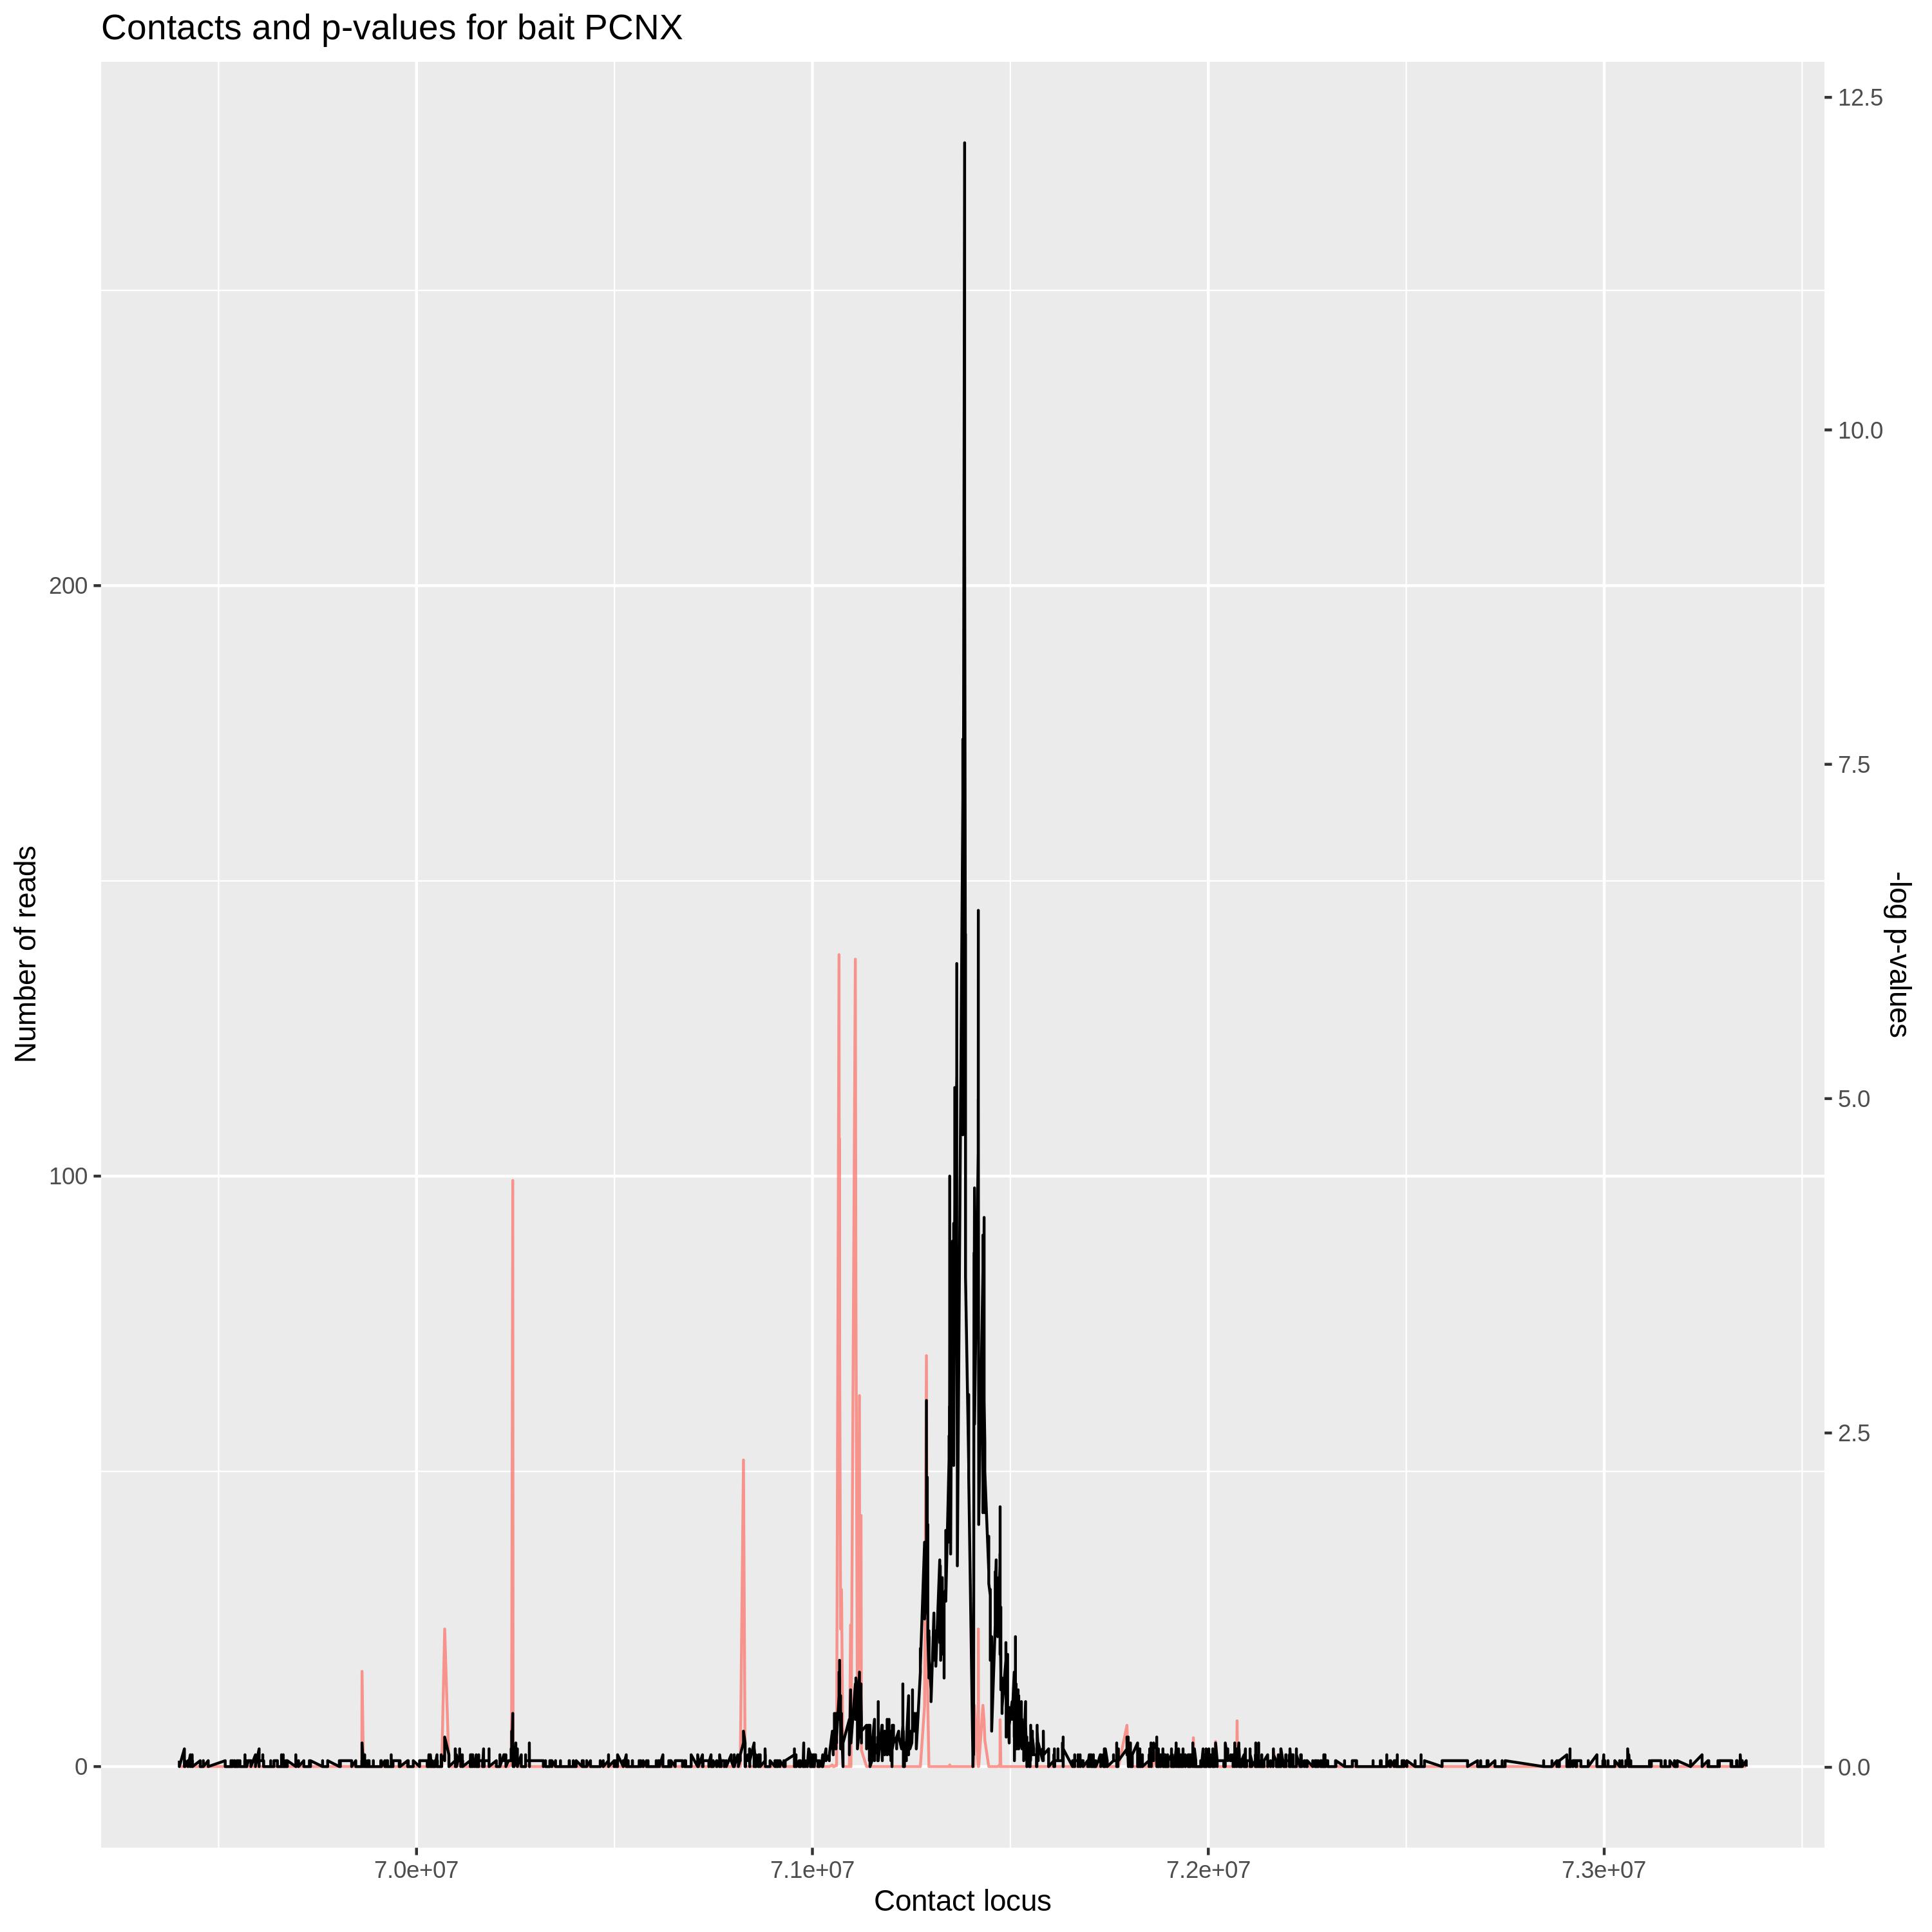 Contacts and p-values for bait PCNX
Number of reads
200
100
0
12.5
10.0
7.5
5.0
2.5
0.0
-log p-values
7.0e+07
7.1e+07
7.2e+07
7.3e+07
Contact locus